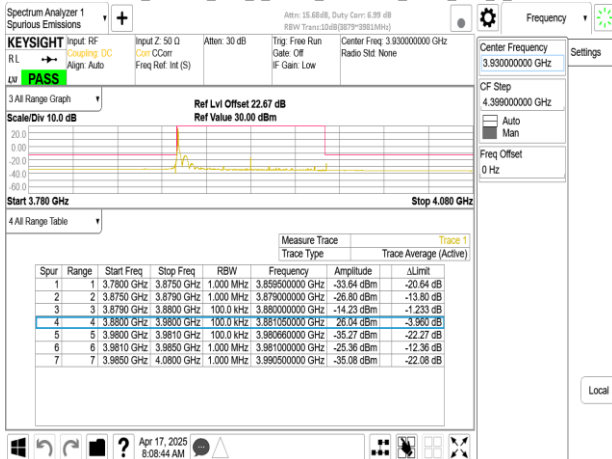 Spectrum Analyzer 1
Spurious Emissions
+
Attn: 15.68dB, Duty Corr: 6.99 dB
RBW Trans:10dB(3879*3981MHz)
Frequency
KEYSIGHT
Input: RF
Coupling: DC
Align: Auto
Input Z: 50 Ω
Corr CCorr
Freq Ref: Int (S)
Atten: 30 dB
Trig: Free Run
Gate: Off
IF Gain: Low
Center Freq: 3.930000000 GHz
Radio Std: None
RL
LXI
PASS
Center Frequency
3.930000000 GHz
Settings
CF Step
4.399000000 GHz
Auto
Man
Freq Offset
0 Hz
3 All Range Graph
Scale/Div 10.0 dB
Ref Lvl Offset 22.67 dB
Ref Value 30.00 dBm
20.0
0.00
-20.0
-40.0
-60.0
Start 3.780 GHz
Stop 4.080 GHz
4 All Range Table
Measure Trace Trace 1
Trace Type Trace Average (Active)
Spur Range Start Freq Stop Freq RBW Frequency Amplitude ΔLimit
1 1 3.7800 GHz 3.8750 GHz 1.000 MHz 3.859500000 GHz -33.64 dBm -20.64 dB
2 2 3.8750 GHz 3.8790 GHz 1.000 MHz 3.879000000 GHz -26.80 dBm -13.80 dB
3 3 3.8790 GHz 3.8800 GHz 100.0 kHz 3.880000000 GHz -14.23 dBm -1.233 dB
4 4 3.8800 GHz 3.9800 GHz 100.0 kHz 3.881050000 GHz 26.04 dBm -3.960 dB
5 5 3.9800 GHz 3.9810 GHz 100.0 kHz 3.980660000 GHz -35.27 dBm -22.27 dB
6 6 3.9810 GHz 3.9850 GHz 1.000 MHz 3.981000000 GHz -25.36 dBm -12.36 dB
7 7 3.9850 GHz 4.0800 GHz 1.000 MHz 3.990500000 GHz -35.08 dBm -22.08 dB
Local
?
Apr 17, 2025
8:08:44 AM